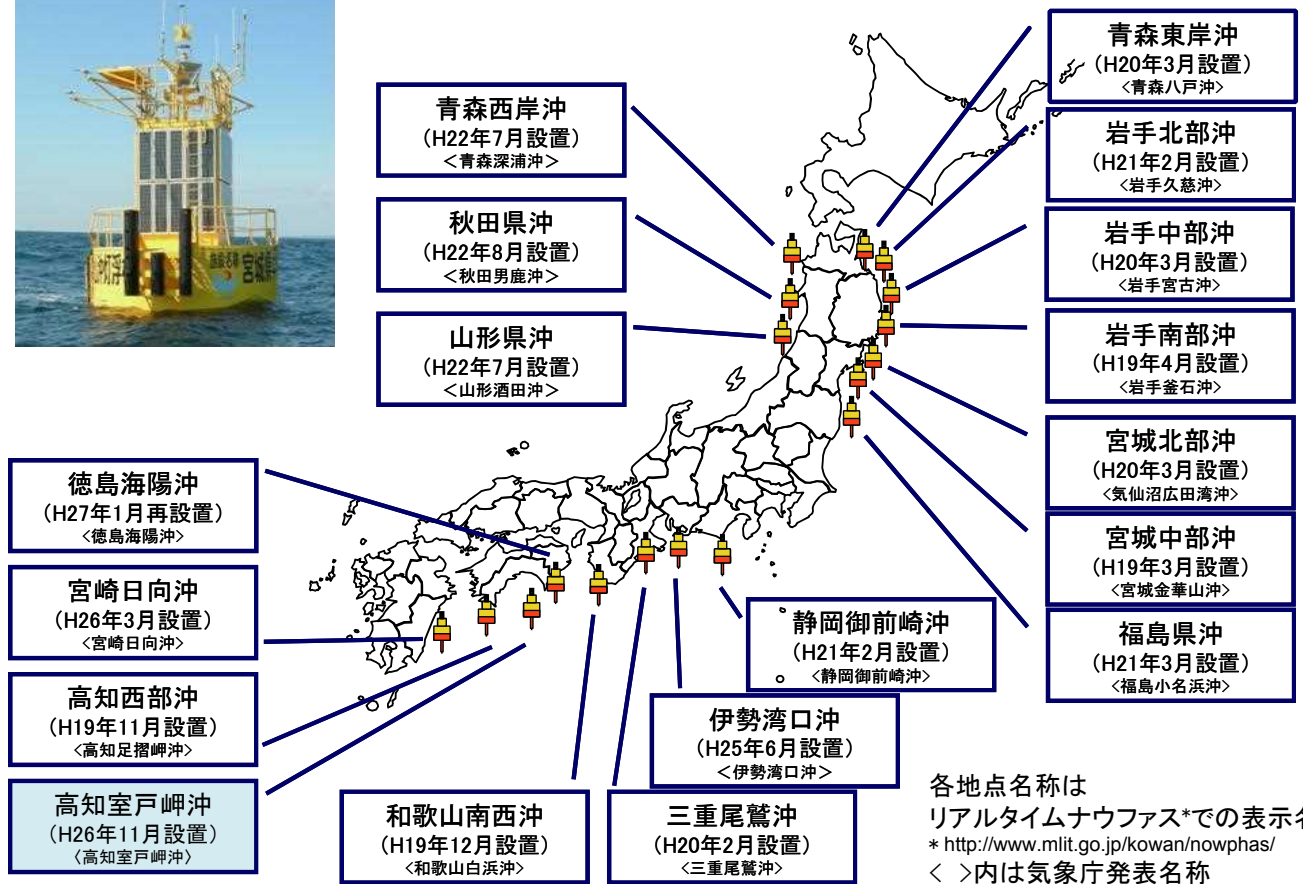 青森東岸沖
(H20年3月設置)
<青森八戸沖>
青森西岸沖
(H22年7月設置)
<青森深浦沖>
岩手北部沖
(H21年2月設置)
<岩手久慈沖>
秋田県沖
(H22年8月設置)
<秋田男鹿沖>
岩手中部沖
(H20年3月設置)
<岩手宮古沖>
山形県沖
(H22年7月設置)
<山形酒田沖>
岩手南部沖
(H19年4月設置)
<岩手釜石沖>
宮城北部沖
(H20年3月設置)
<気仙沼広田湾沖>
徳島海陽沖
(H27年1月再設置)
<徳島海陽沖>
宮城中部沖
(H19年3月設置)
<宮城金華山沖>
宮崎日向沖
(H26年3月設置)
<宮崎日向沖>
静岡御前崎沖
(H21年2月設置)
<静岡御前崎沖>
福島県沖
(H21年3月設置)
<福島小名浜沖>
高知西部沖
(H19年11月設置)
<高知足摺岬沖>
伊勢湾口沖
(H25年6月設置)
<伊勢湾口沖>
高知室戸岬沖
(H26年11月設置)
<高知室戸岬沖>
和歌山南西沖
(H19年12月設置)
<和歌山白浜沖>
三重尾鷲沖
(H20年2月設置)
<三重尾鷲沖>
各地点名称は
リアルタイムナウファス*での表示名
* http://www.mlit.go.jp/kowan/nowphas/
< >内は気象庁発表名称